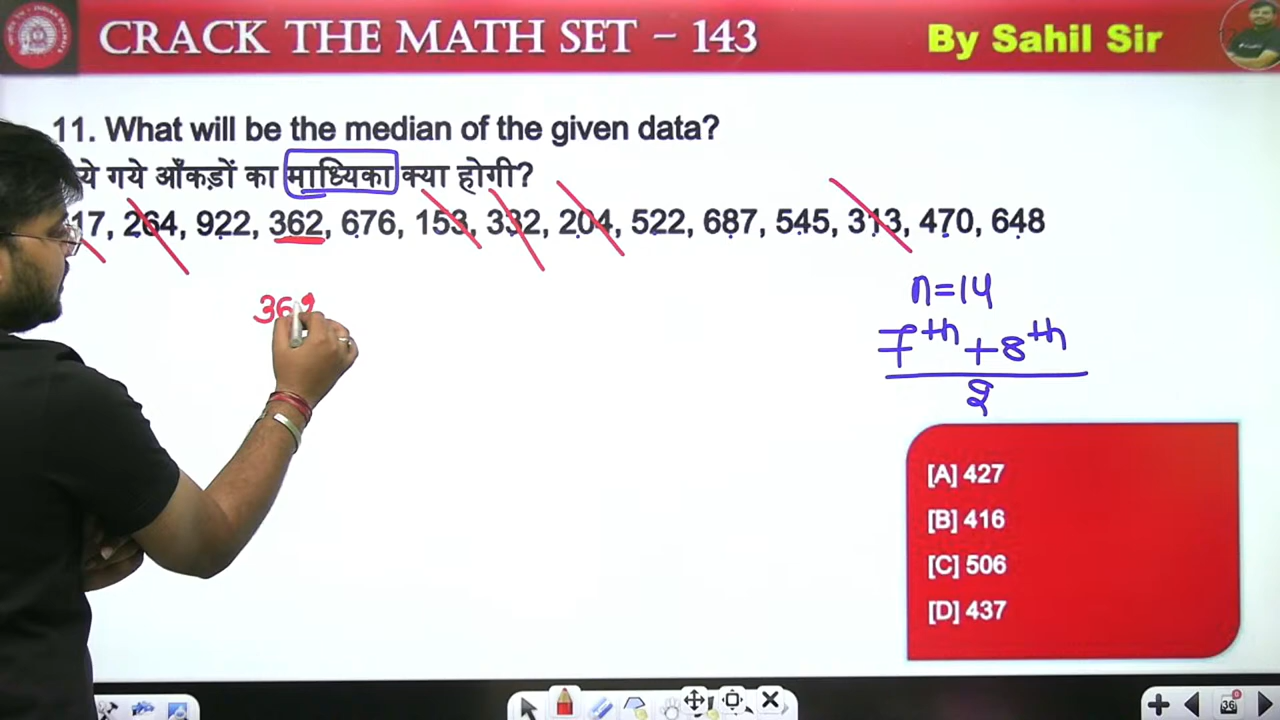 CRACK THE MATH SET – 143
By Sahil Sir
11. What will be the median of the given data?
गये आँकड़ों का माध्यिका क्या होगी?
264, 922, 362, 676, 153, 332, 204, 522, 687, 545, 313, 470, 648
n=14
7th + 8th
2
[A] 427
[B] 416
[C] 506
[D] 437